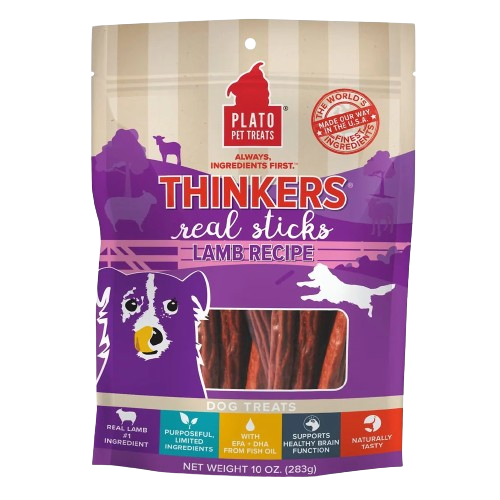 PLATO®
PET TREATS
ALWAYS,
INGREDIENTS FIRST.™
THE WORLD'S
MADE OUR WAY
IN THE U.S.A.
FINEST
INGREDIENTS
THINKERS®
real sticks
LAMB RECIPE
DOG TREATS
REAL LAMB
#1
INGREDIENT
PURPOSEFUL,
LIMITED
INGREDIENTS
WITH
EFA + DHA
FROM FISH OIL
SUPPORTS
HEALTHY BRAIN
FUNCTION
NATURALLY
TASTY
NET WEIGHT 10 OZ. (283g)